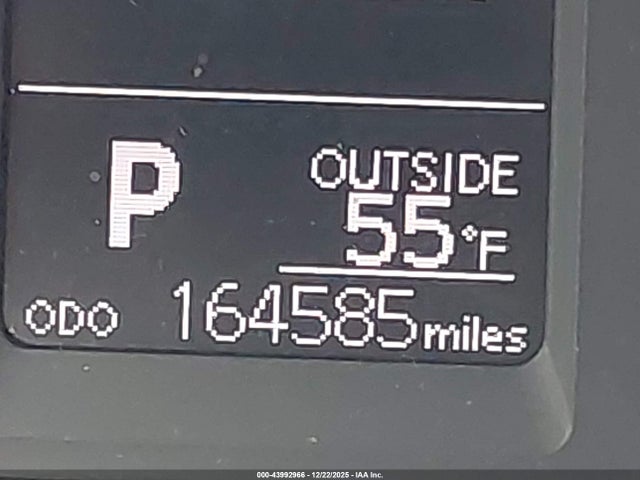 P
OUTSIDE
55°F
ODO 164585 miles
000-43992966 - 12/22/2025 - IAA Inc.